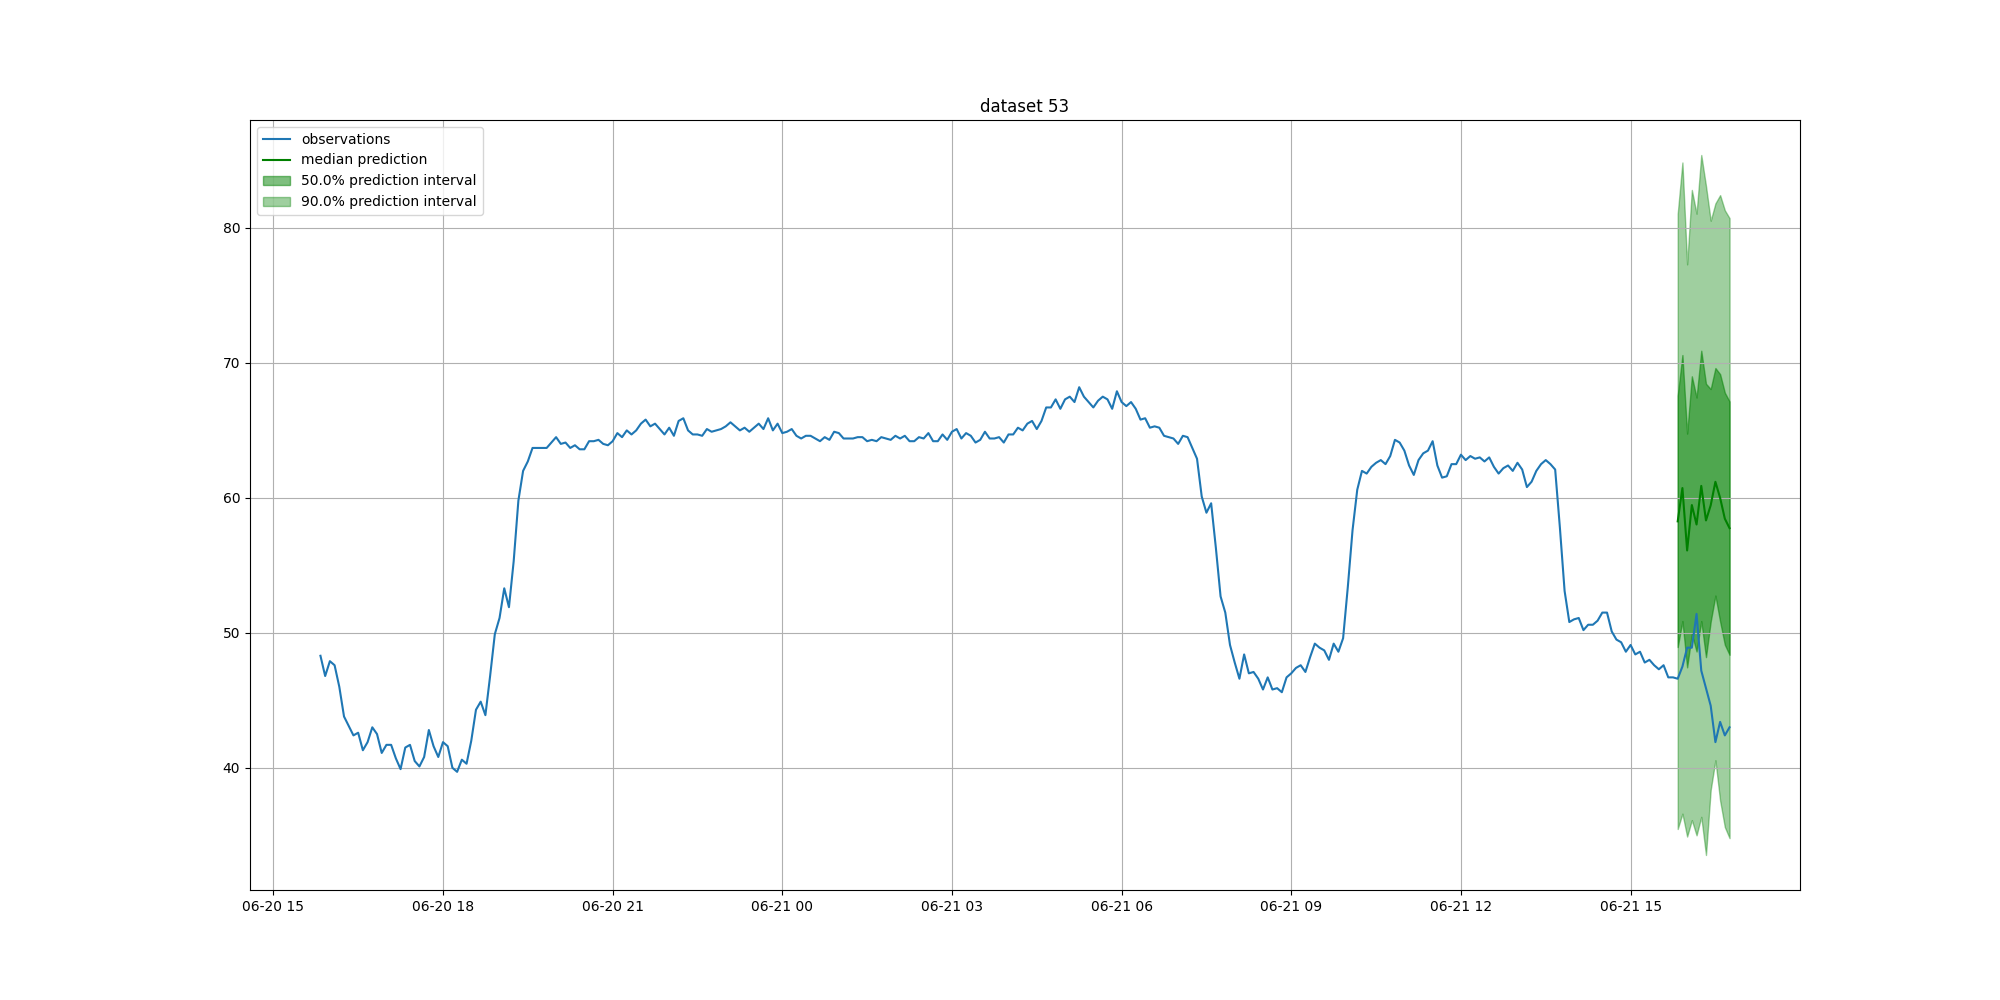 dataset 53
observations
median prediction
50.0% prediction interval
90.0% prediction interval
80
70
60
50
40
06-20 15
06-20 18
06-20 21
06-21 00
06-21 03
06-21 06
06-21 09
06-21 12
06-21 15